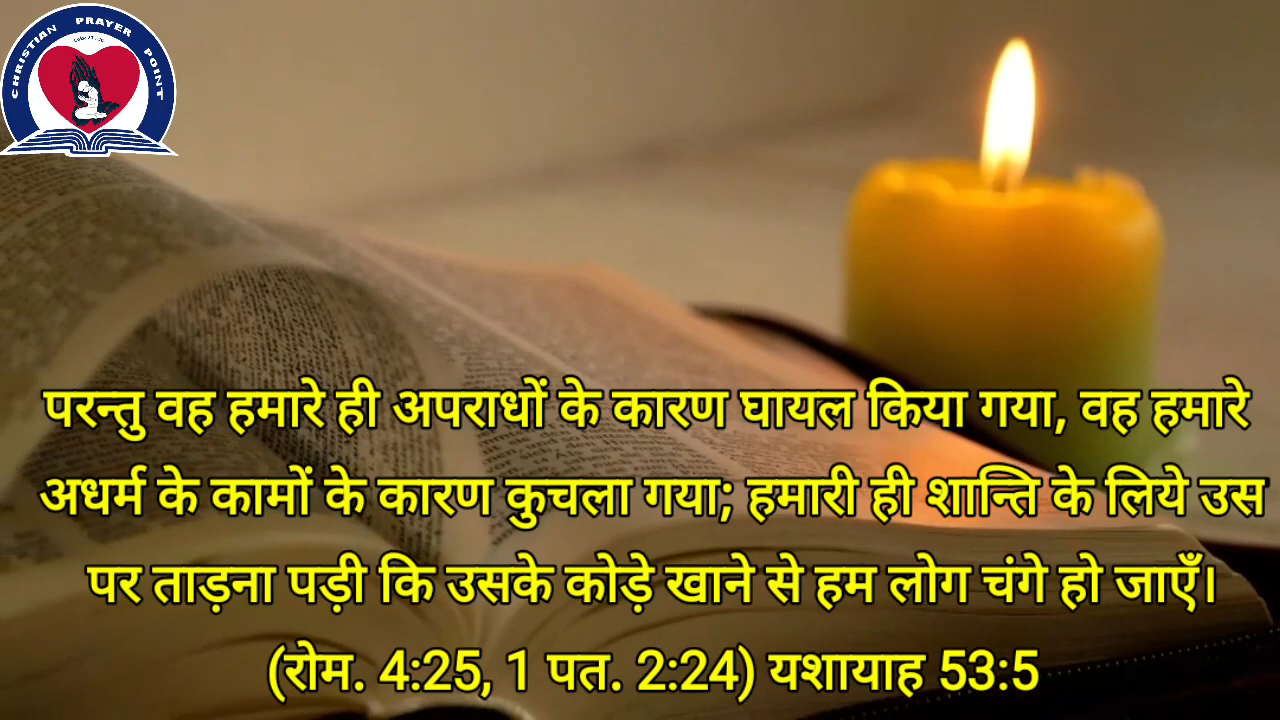 CHRISTIAN PRAYER POINT
परन्तु वह हमारे ही अपराधों के कारण घायल किया गया, वह हमारे
अधर्म के कामों के कारण कुचला गया; हमारी ही शान्ति के लिये उस
पर ताड़ना पड़ी कि उसके कोड़े खाने से हम लोग चंगे हो जाएँ।
(रोम. 4:25, 1 पत. 2:24) यशायाह 53:5